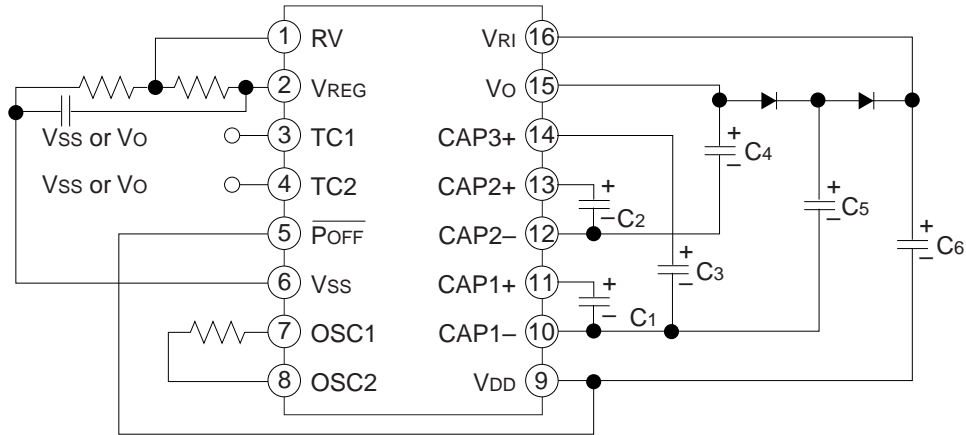 1 RV
2 VREG
3 TC1
4 TC2
5 POFF
6 VSS
7 OSC1
8 OSC2
VSS or VO
VSS or VO
VRI 16
VO 15
CAP3+ 14
CAP2+ 13
CAP2– 12
CAP1+ 11
CAP1– 10
VDD 9
+ – C1
+ – C2
+ – C3
+ – C4
+ – C5
+ – C6